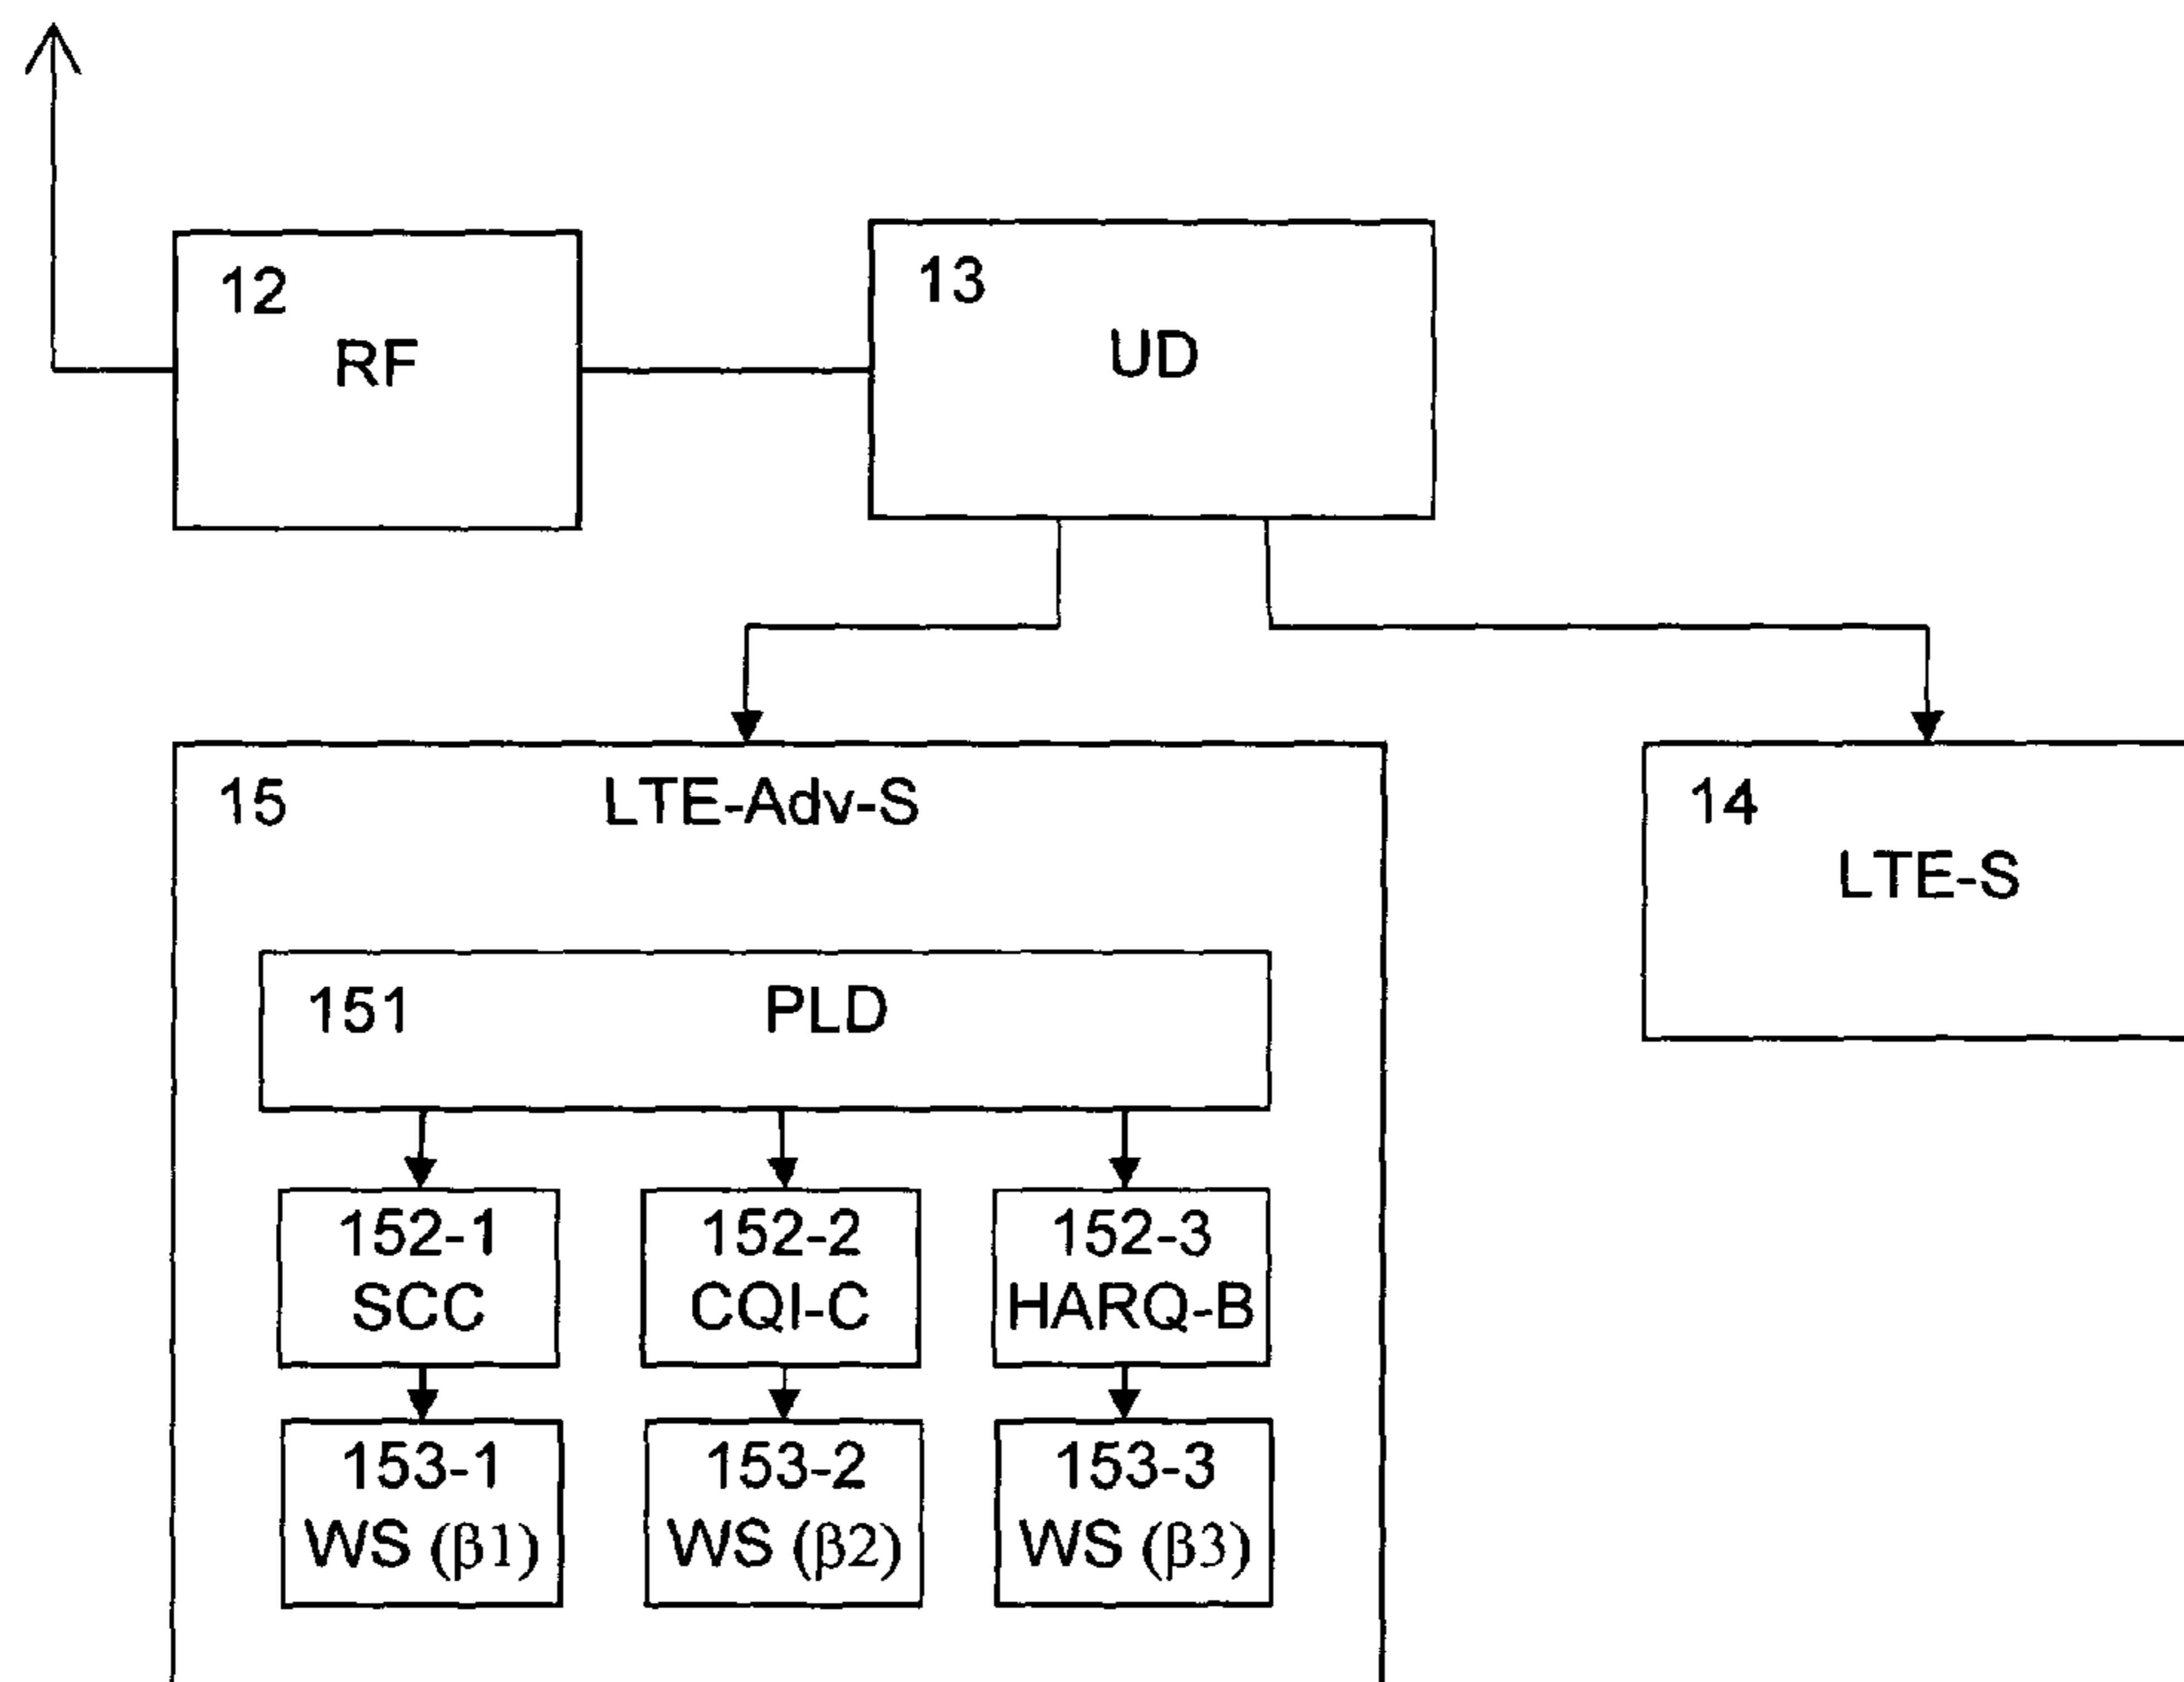 12
RF
13
UD
15
LTE-Adv-S
14
LTE-S
151
PLD
152-1
SCC
152-2
CQI-C
152-3
HARQ-B
153-1
WS (β1)
153-2
WS (β2)
153-3
WS (β3)